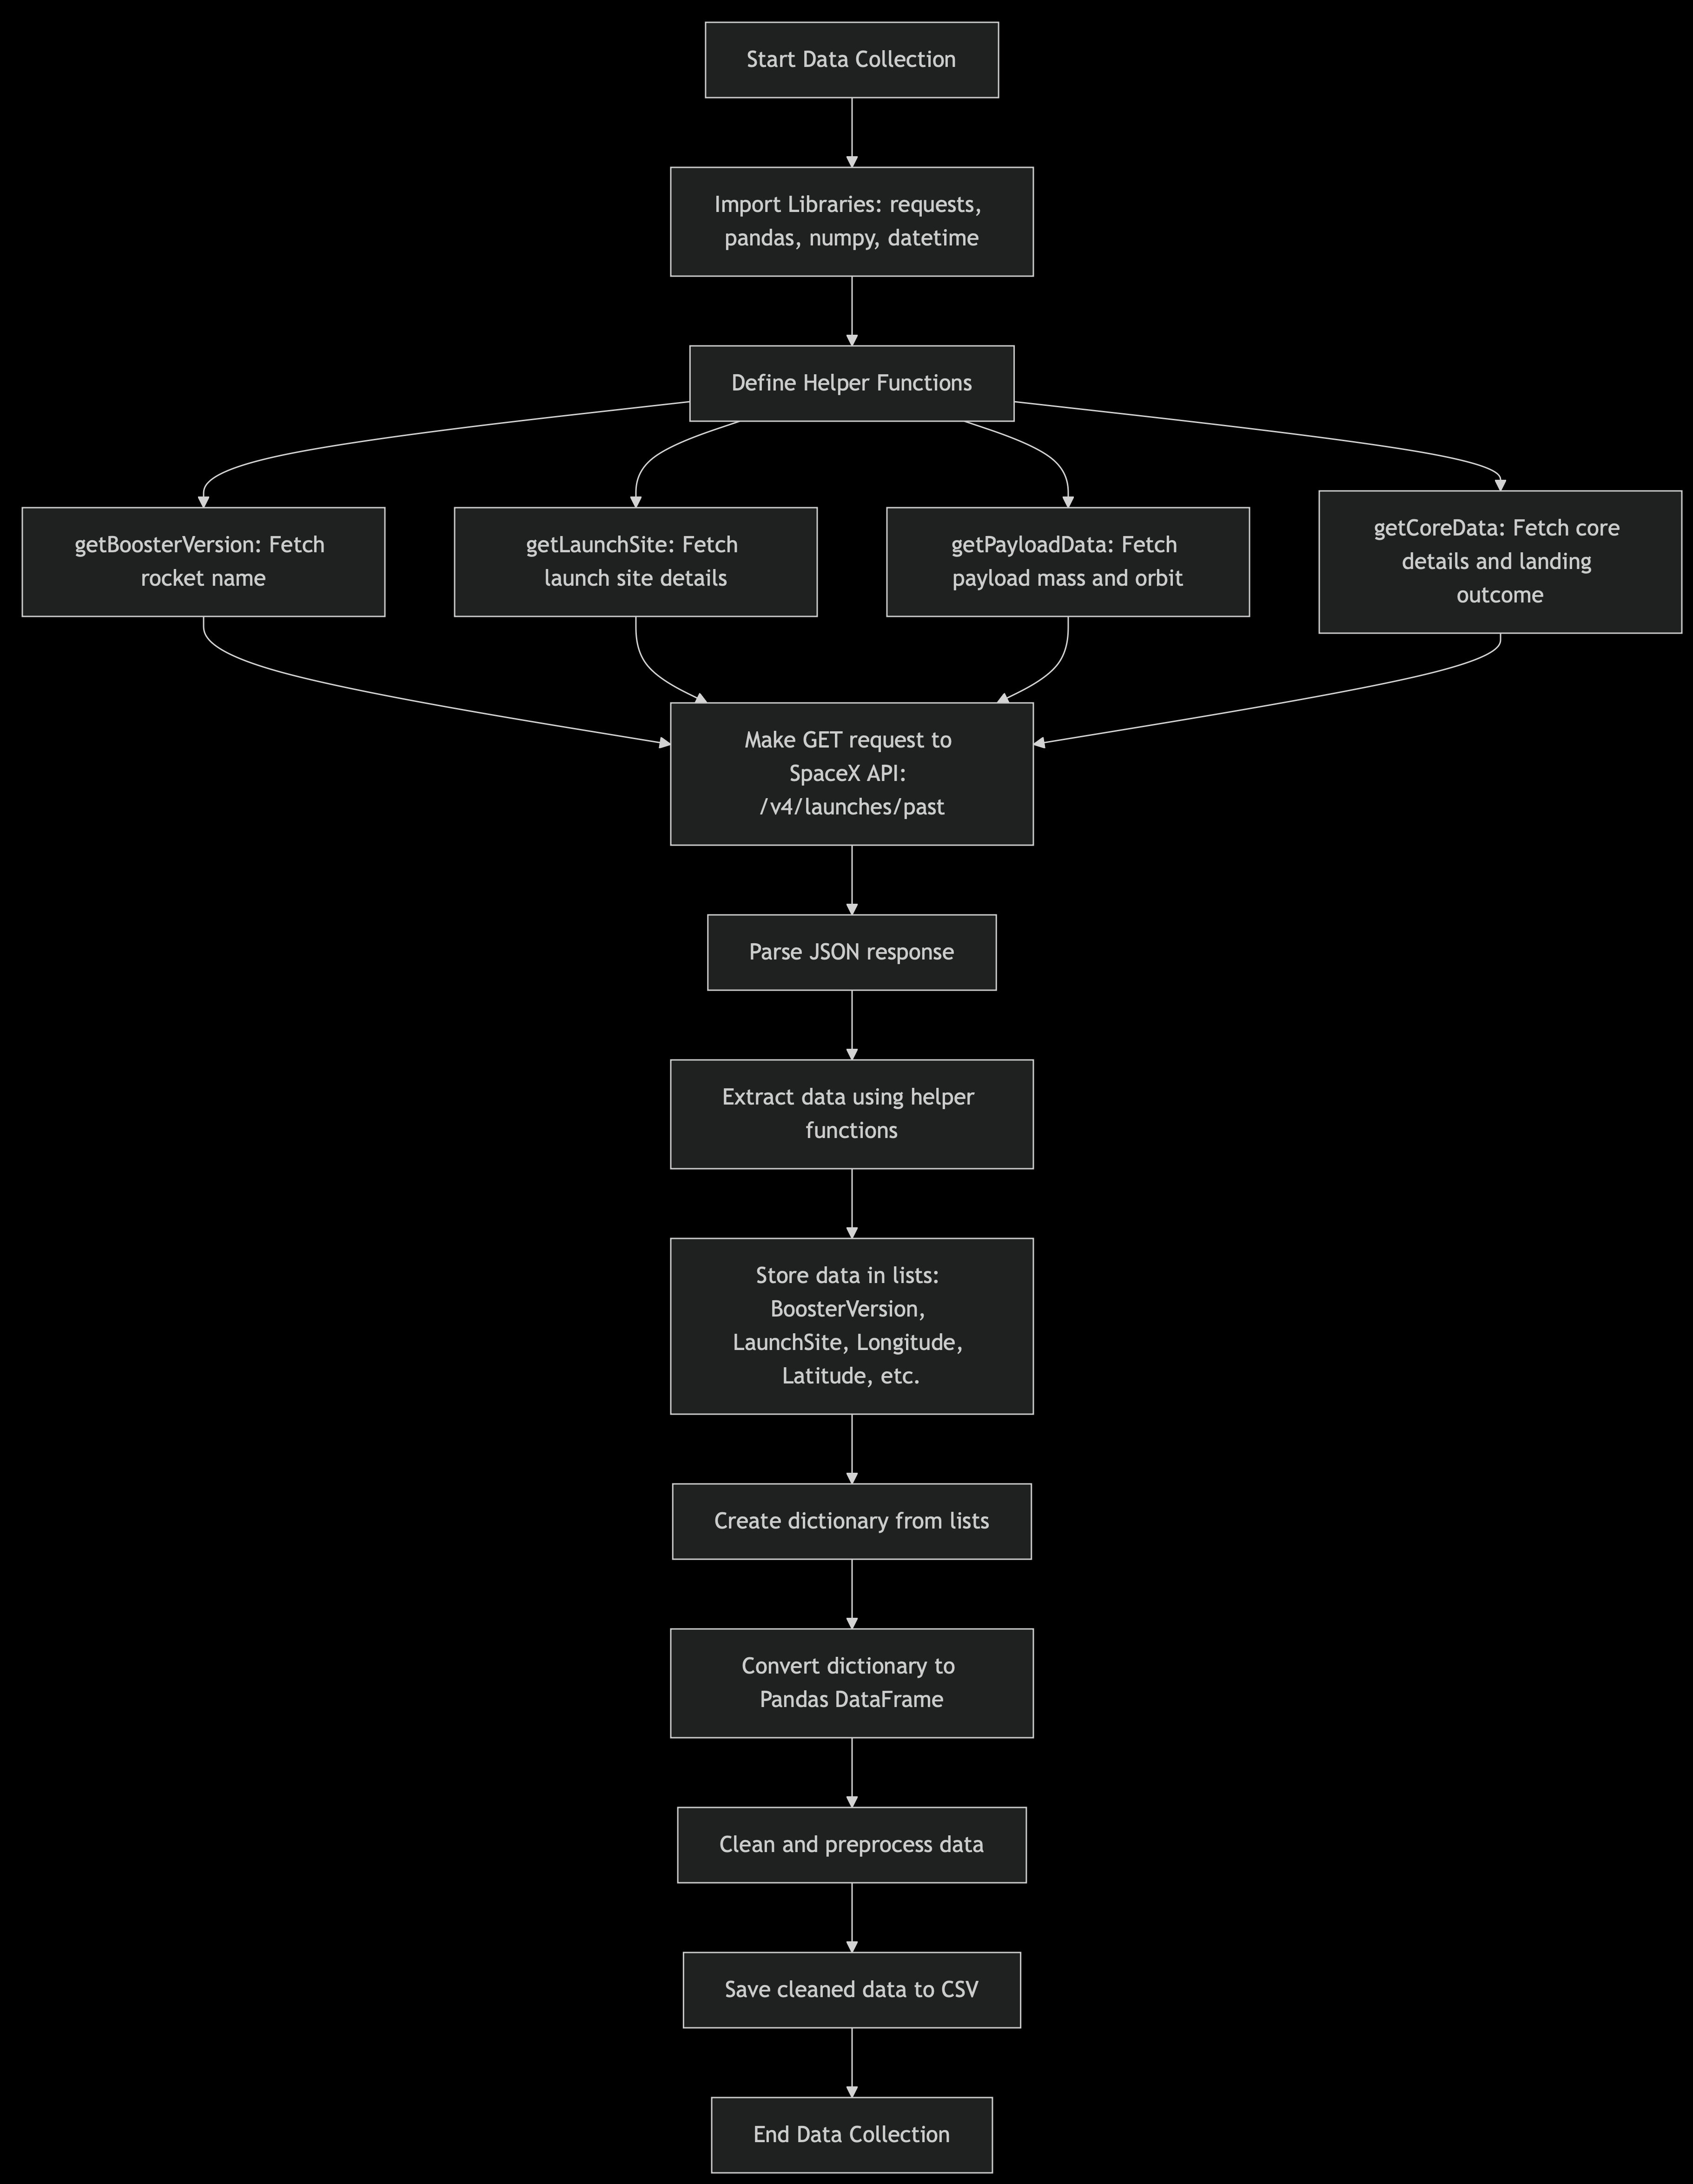 Start Data Collection
Import Libraries: requests,
pandas, numpy, datetime
Define Helper Functions
getBoosterVersion: Fetch
rocket name
getLaunchSite: Fetch
launch site details
getPayloadData: Fetch
payload mass and orbit
getCoreData: Fetch core
details and landing
outcome
Make GET request to
SpaceX API:
/v4/launches/past
Parse JSON response
Extract data using helper
functions
Store data in lists:
BoosterVersion,
LaunchSite, Longitude,
Latitude, etc.
Create dictionary from lists
Convert dictionary to
Pandas DataFrame
Clean and preprocess data
Save cleaned data to CSV
End Data Collection